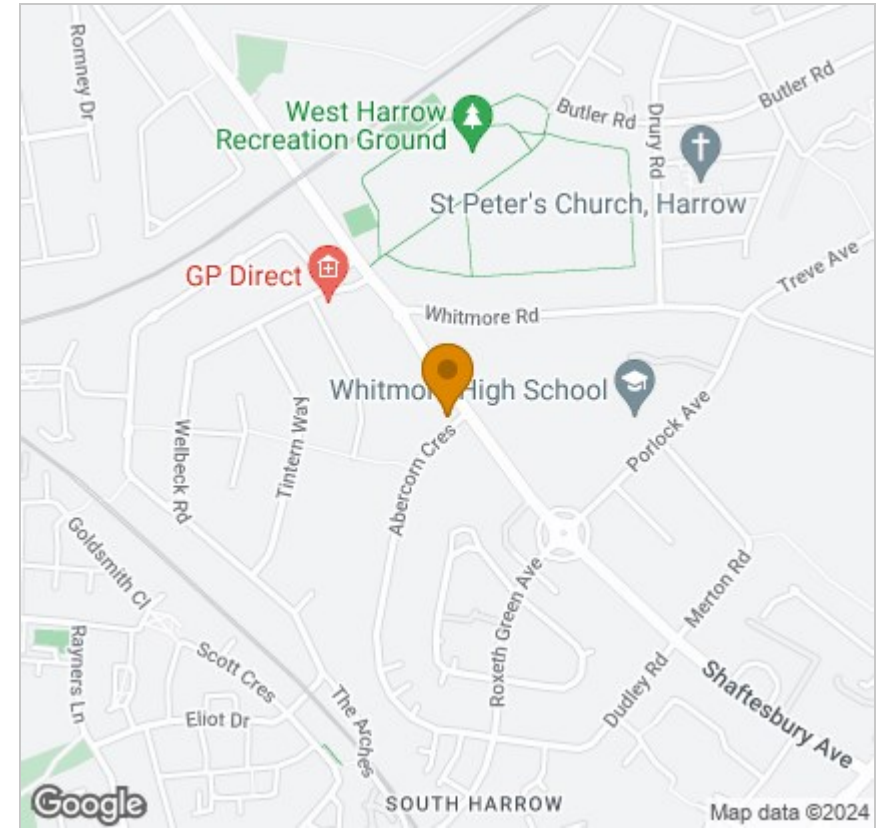 Romney Dr
West Harrow
Recreation Ground
Butler Rd
Butler Rd
Drury Rd
St Peter's Church, Harrow
GP Direct
Treve Ave
Whitmore Rd
Whitmor High School
Porlock Ave
Welbeck Rd
Tintern Way
Abercorn Cres
Goldsmith Cl
Roxeth Green Ave
Merton Rd
Rayners Ln
Scott Cres
Eliot Dr
The Arches
Dudley Rd
Shaftesbury Ave
SOUTH HARROW
Google
Map data ©2024